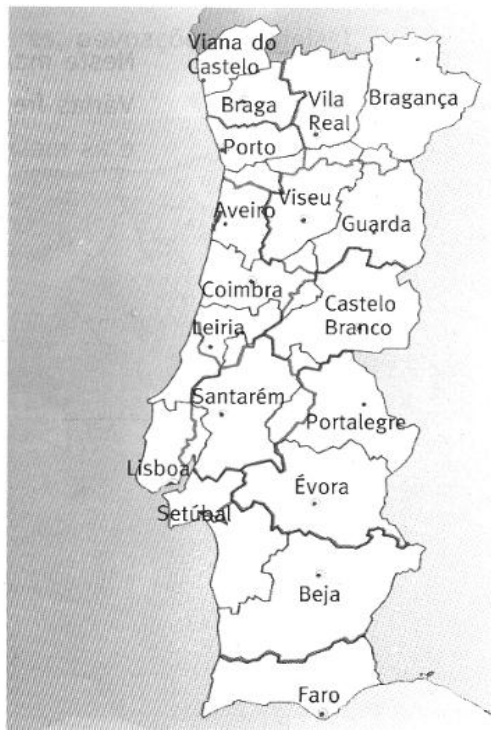 Viana do
Castelo
Braga
Vila
Real
Bragança
Porto
Aveiro
Viseu
Guarda
Coimbra
Castelo
Branco
Leiria
Santarém
Portalegre
Lisboa
Setúbal
Évora
Beja
Faro